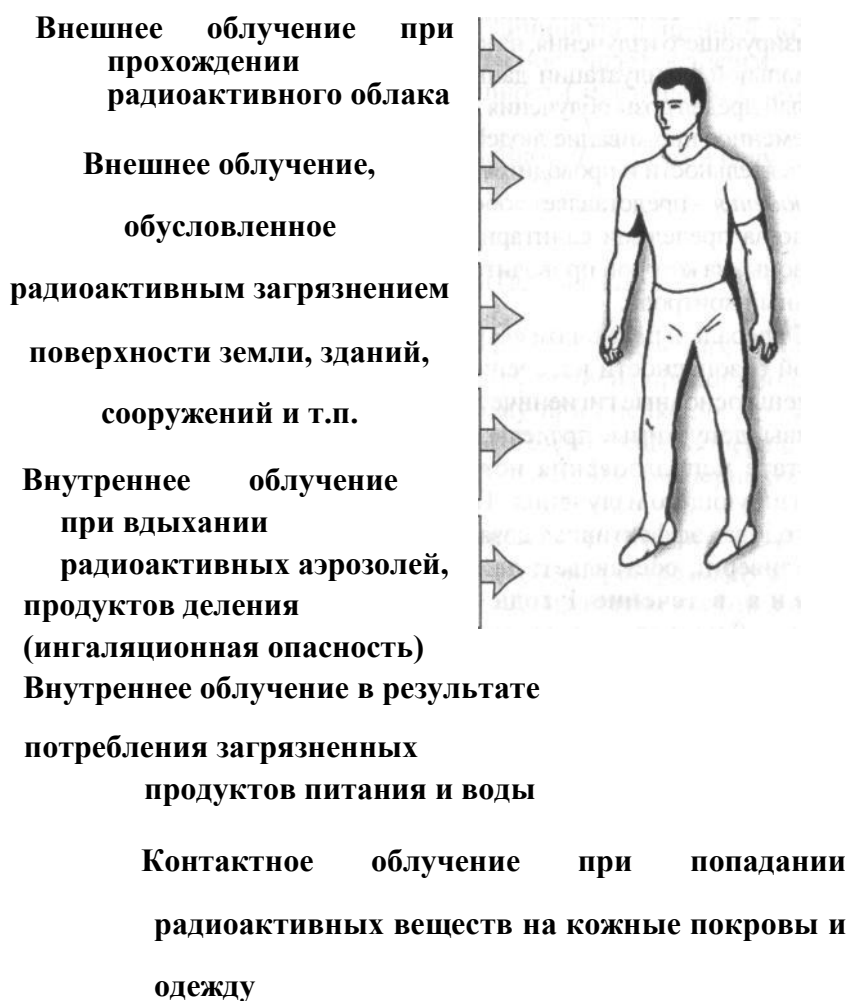 Внешнее облучение при
прохождении
радиоактивного облака
Внешнее облучение,
обусловленное
радиоактивным загрязнением
поверхности земли, зданий,
сооружений и т.п.
Внутреннее облучение
при вдыхании
радиоактивных аэрозолей,
продуктов деления
(ингаляционная опасность)
Внутреннее облучение в результате
потребления загрязненных
продуктов питания и воды
Контактное облучение при попадании
радиоактивных веществ на кожные покровы и
одежду